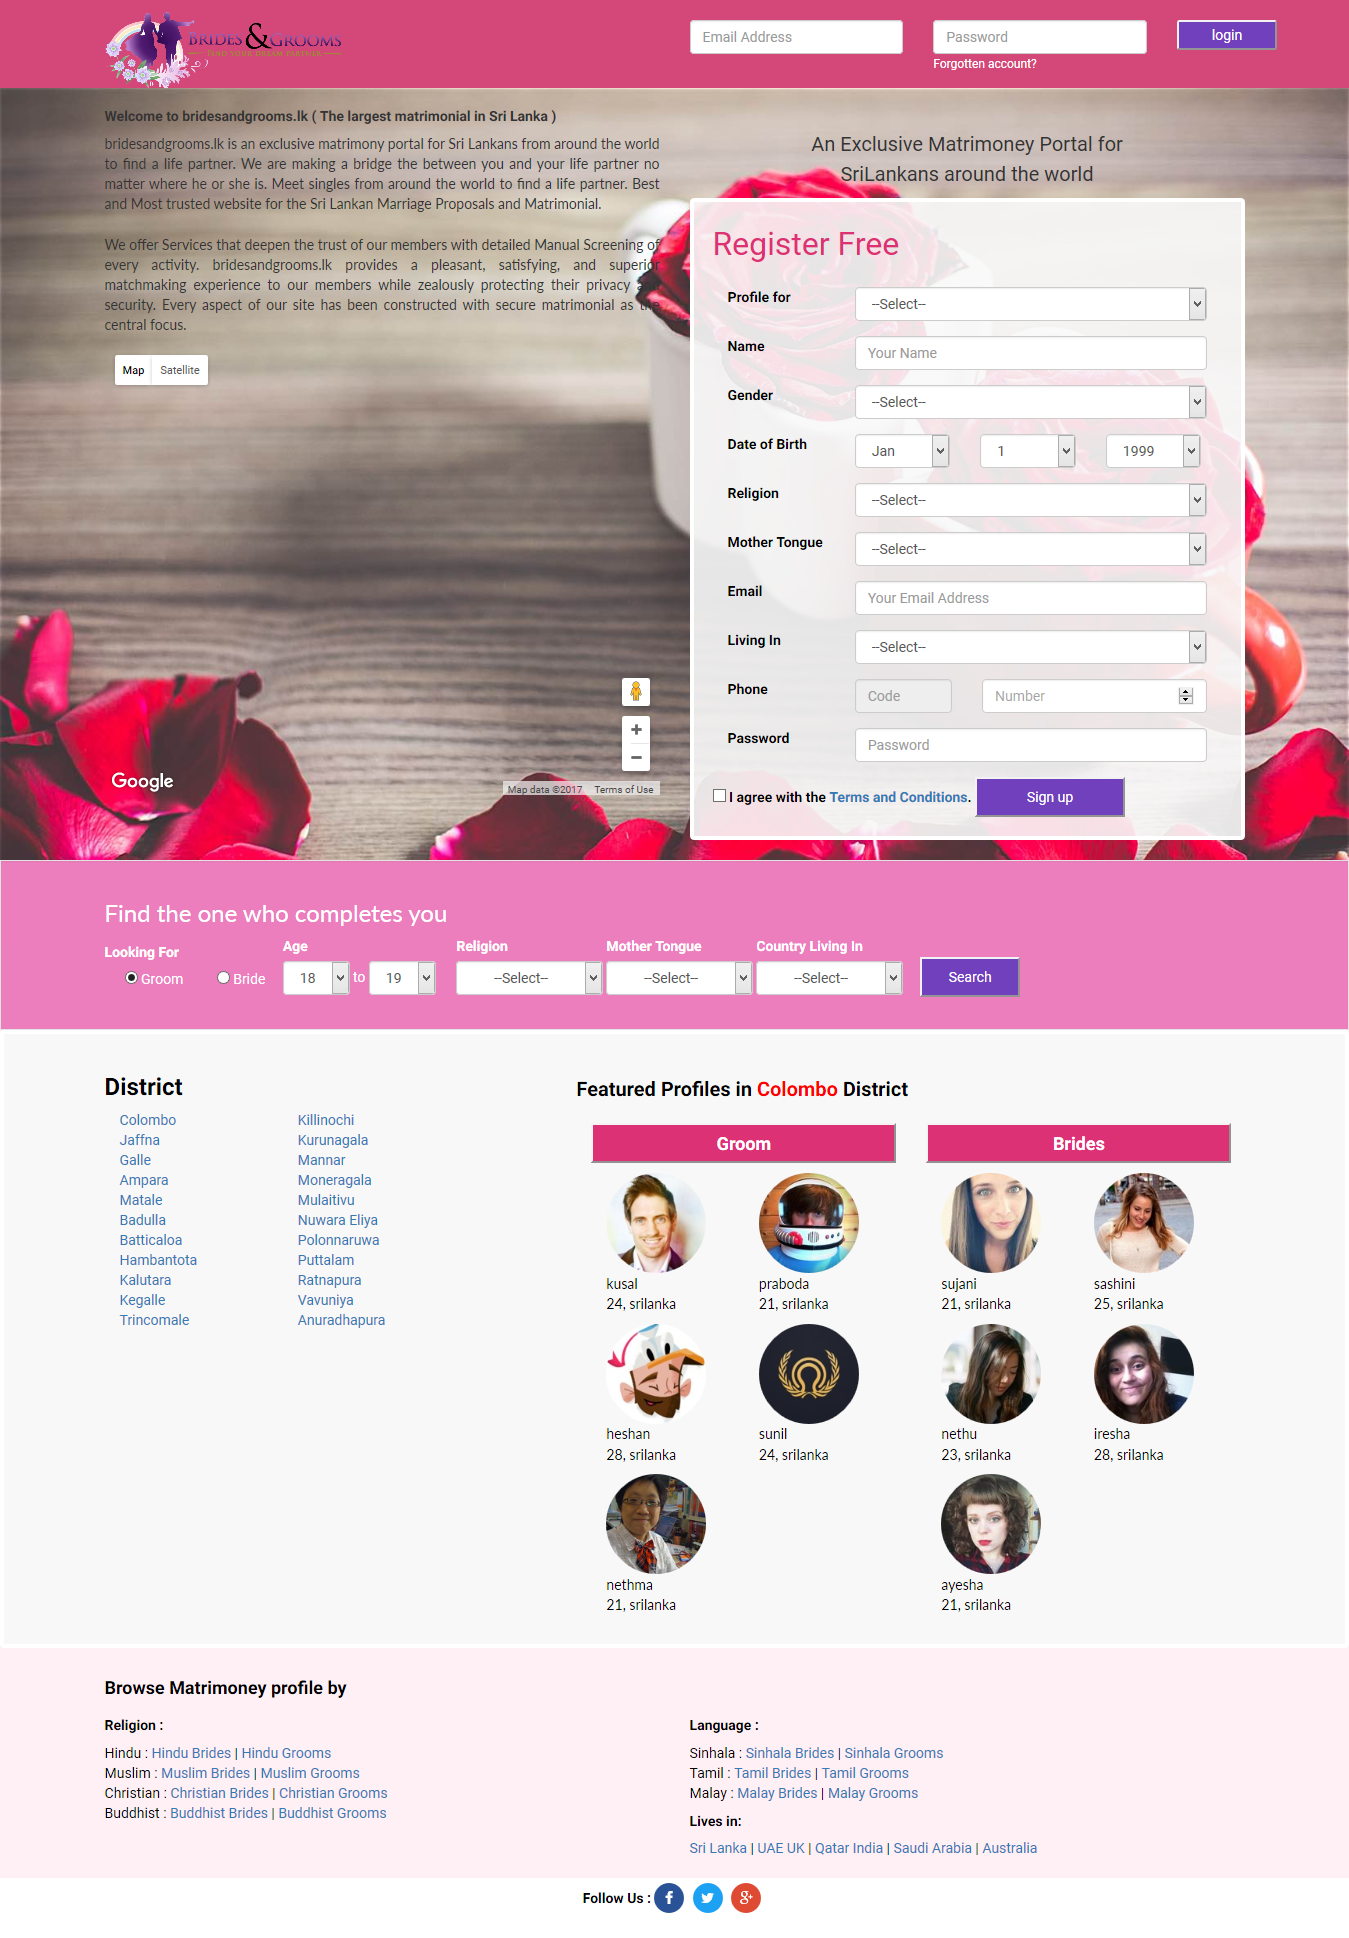 BRIDES&GROOMS
Email Address
Password
login
Forgotten account?
Welcome to bridesandgrooms.lk ( The largest matrimonial in Sri Lanka )
bridesandgrooms.lk is an exclusive matrimony portal for Sri Lankans from around the world
to find a life partner. We are making a bridge the between you and your life partner no
matter where he or she is. Meet singles from around the world to find a life partner. Best
and Most trusted website for the Sri Lankan Marriage Proposals and Matrimonial.
We offer Services that deepen the trust of our members with detailed Manual Screening of
every activity. bridesandgrooms.lk provides a pleasant, satisfying, and superior
matchmaking experience to our members while zealously protecting their privacy and
security. Every aspect of our site has been constructed with secure matrimonial as the
central focus.
Map
Satellite
Google
Map data ©2017
Terms of Use
An Exclusive Matrimoney Portal for
SriLankans around the world
Register Free
Profile for
--Select--
Name
Your Name
Gender
--Select--
Date of Birth
Jan
1
1999
Religion
--Select--
Mother Tongue
--Select--
Email
Your Email Address
Living In
--Select--
Phone
Code
Number
Password
Password
I agree with the Terms and Conditions.
Sign up
Find the one who completes you
Looking For
Groom
Bride
Age
18
to
19
Religion
--Select--
Mother Tongue
--Select--
Country Living In
--Select--
Search
District
Colombo
Jaffna
Galle
Ampara
Matale
Badulla
Batticaloa
Hambantota
Kalutara
Kegalle
Trincomale
Killinochi
Kurunagala
Mannar
Moneragala
Mulaitivu
Nuwara Eliya
Polonnaruwa
Puttalam
Ratnapura
Vavuniya
Anuradhapura
Featured Profiles in Colombo District
Groom
kusal
24, srilanka
praboda
21, srilanka
heshan
28, srilanka
sunil
24, srilanka
nethma
21, srilanka
Brides
sujani
21, srilanka
sashini
25, srilanka
nethu
23, srilanka
iresha
28, srilanka
ayesha
21, srilanka
Browse Matrimoney profile by
Religion :
Hindu : Hindu Brides | Hindu Grooms
Muslim : Muslim Brides | Muslim Grooms
Christian : Christian Brides | Christian Grooms
Buddhist : Buddhist Brides | Buddhist Grooms
Language :
Sinhala : Sinhala Brides | Sinhala Grooms
Tamil : Tamil Brides | Tamil Grooms
Malay : Malay Brides | Malay Grooms
Lives in:
Sri Lanka | UAE UK | Qatar India | Saudi Arabia | Australia
Follow Us :